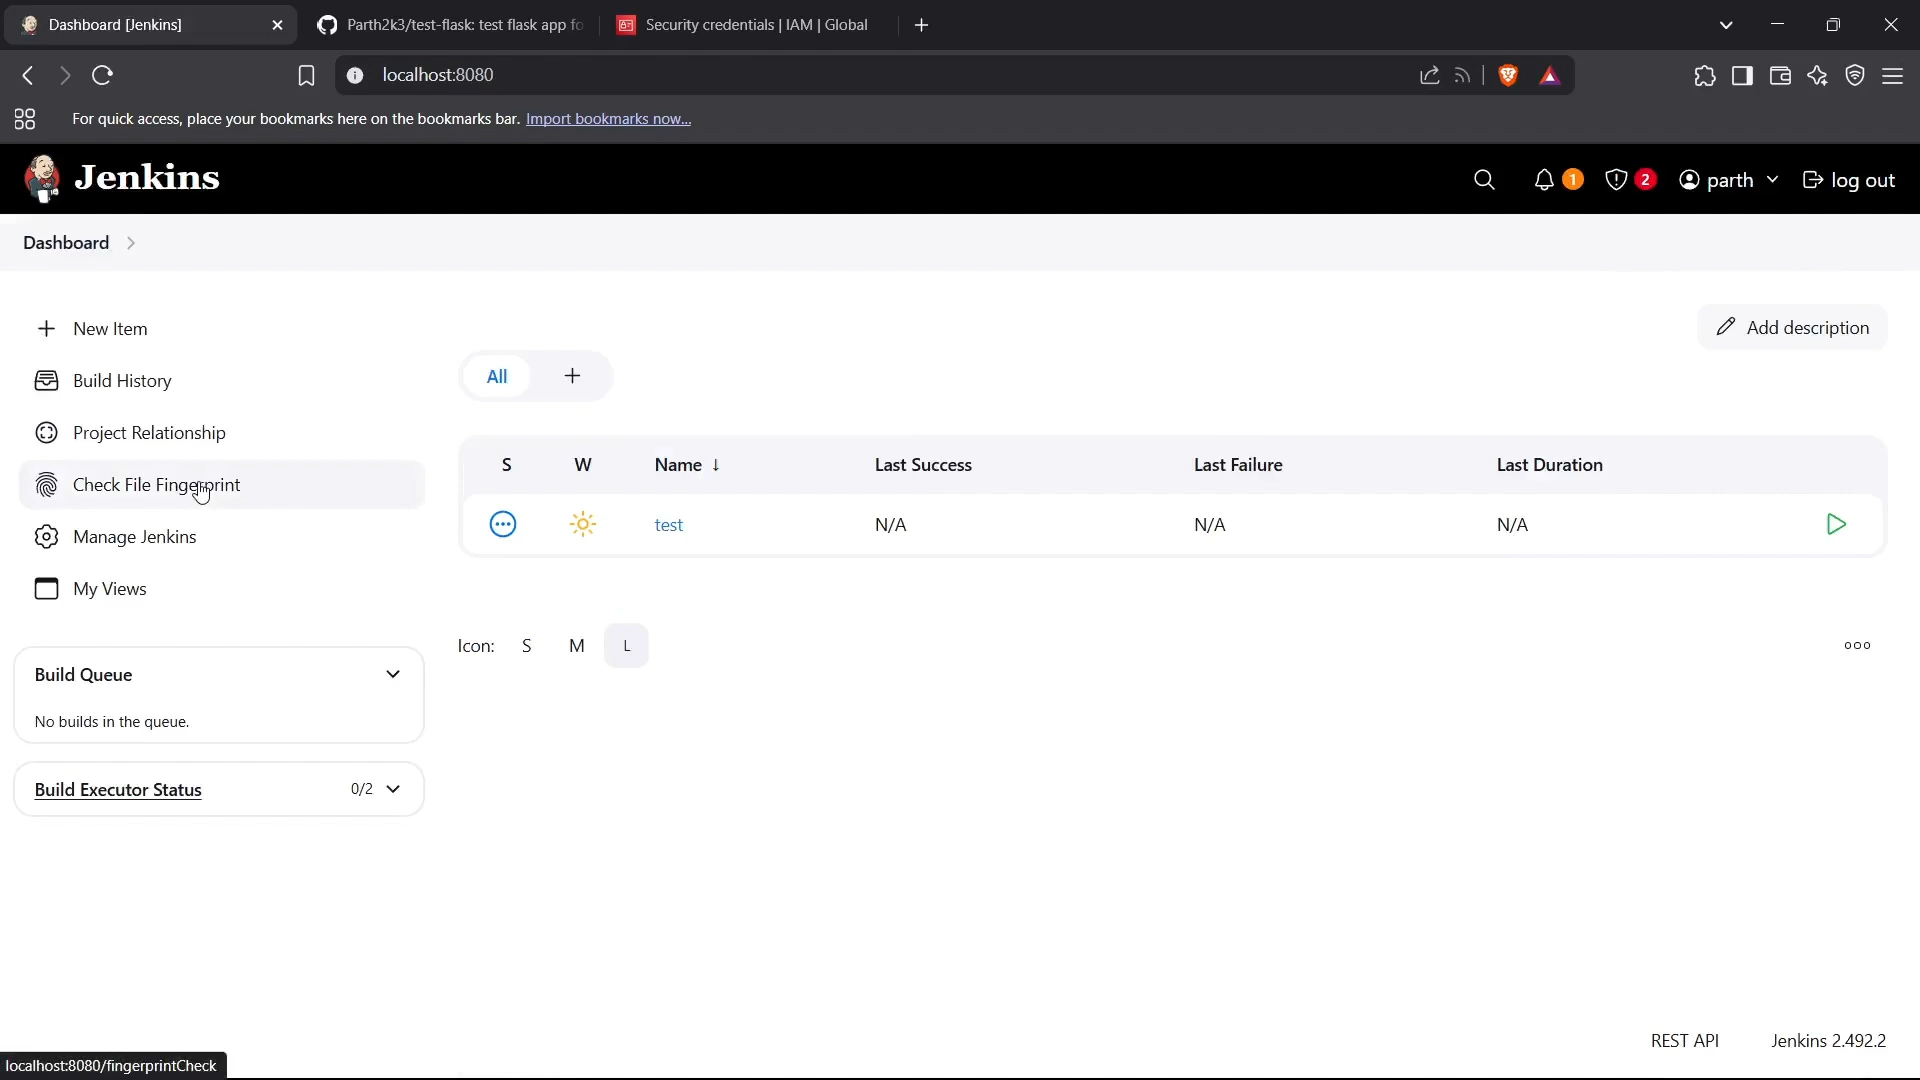 Dashboard [Jenkins]
Parth2k3/test-flask: test flask app fo
Security credentials | IAM | Global
localhost:8080
For quick access, place your bookmarks here on the bookmarks bar. Import bookmarks now...
Jenkins
1
2
parth
log out
Dashboard
New Item
Build History
Project Relationship
Check File Fingerprint
Manage Jenkins
My Views
Build Queue
No builds in the queue.
Build Executor Status 0/2
Add description
All
S W Name ↓ Last Success Last Failure Last Duration
test N/A N/A N/A
Icon: S M L
REST API Jenkins 2.492.2
localhost:8080/fingerprintCheck